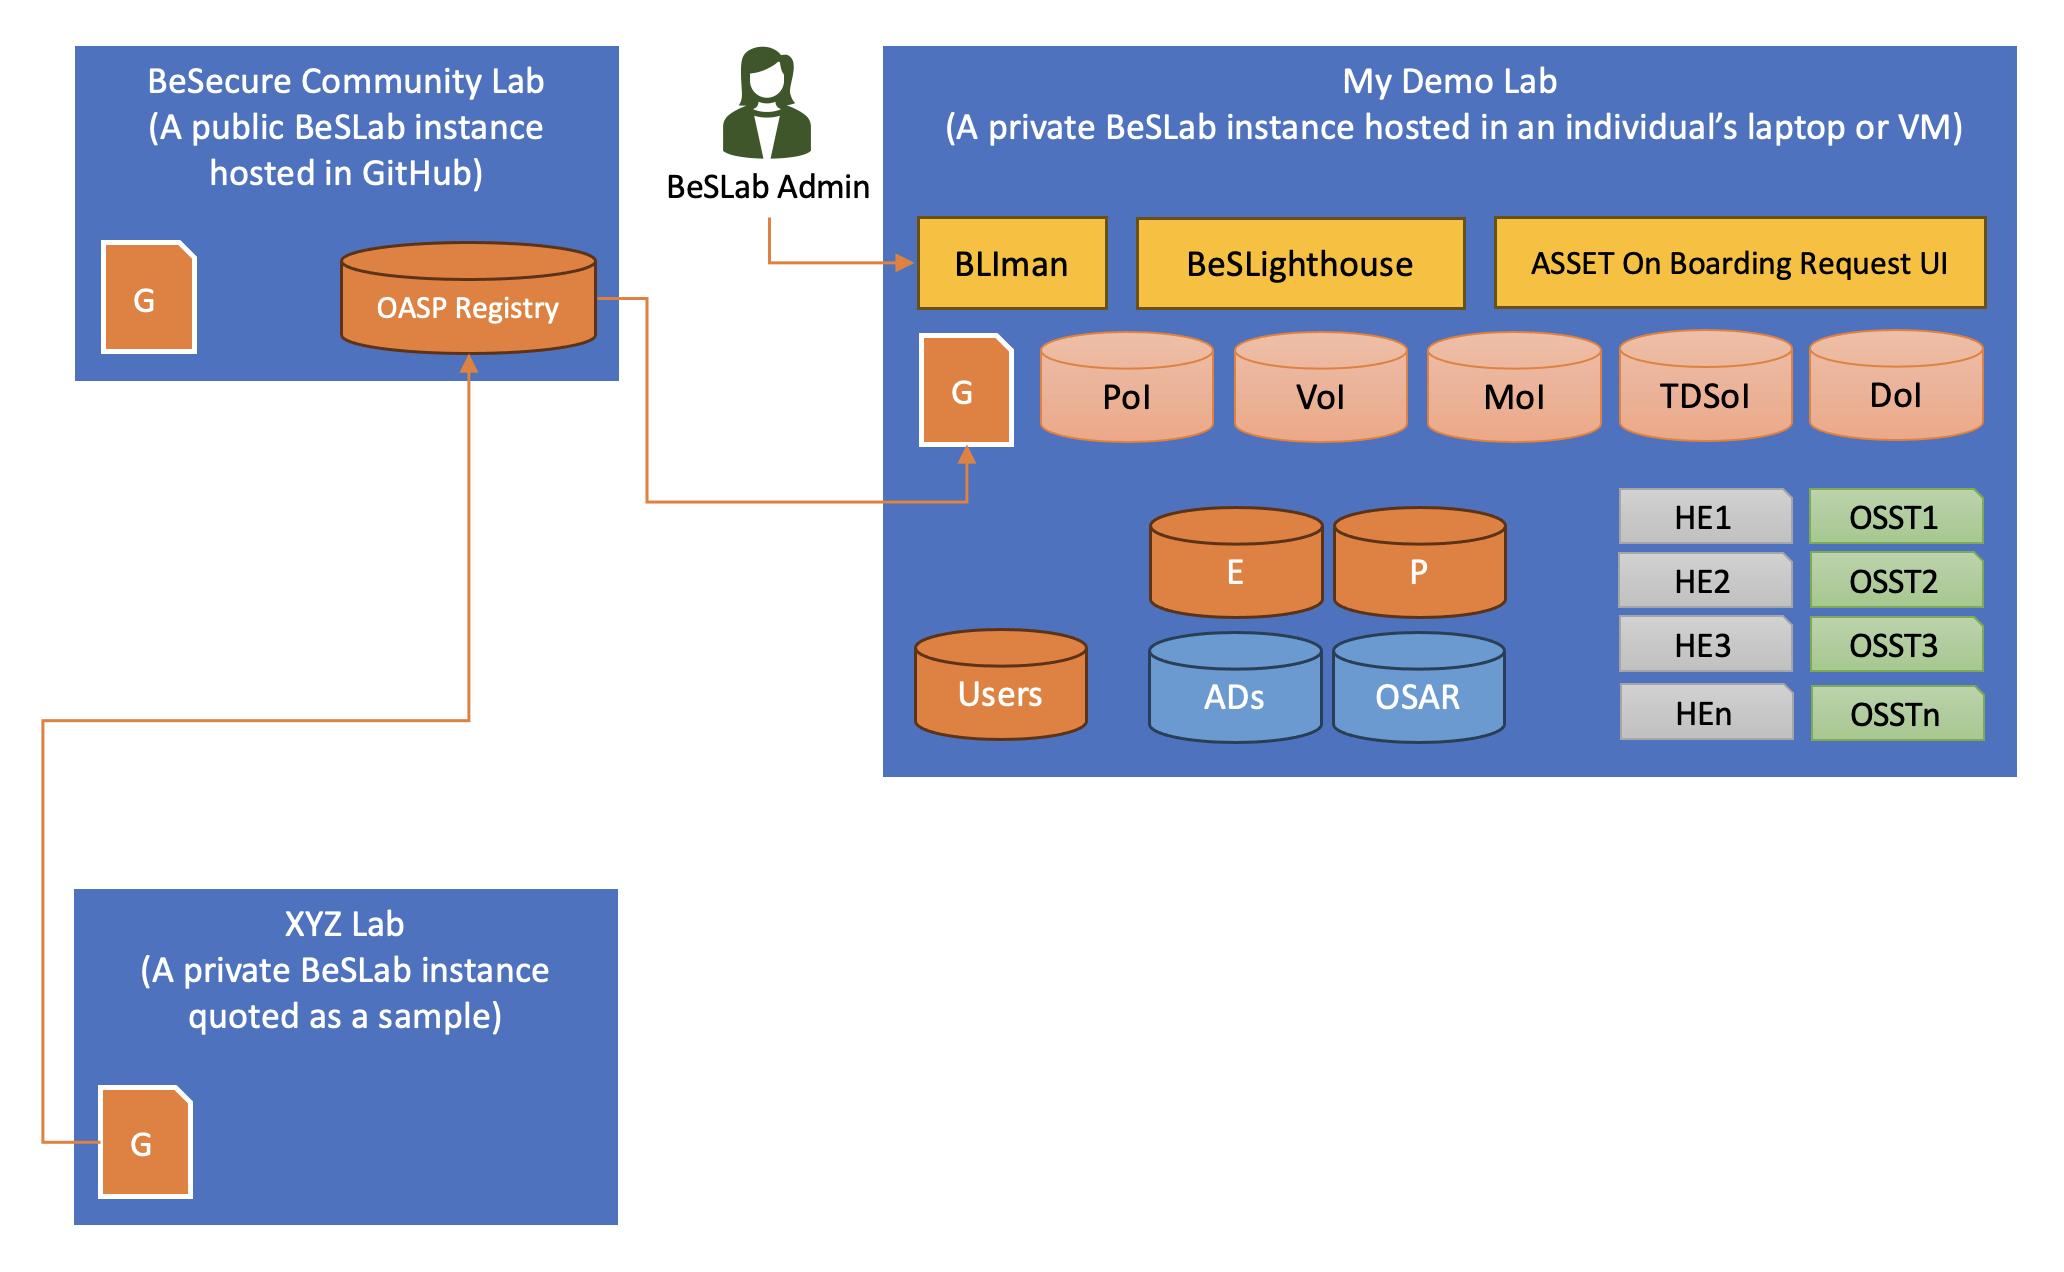 BeSecure Community Lab
(A public BeSLab instance
hosted in GitHub)
G
OASP Registry
BeSLab Admin
My Demo Lab
(A private BeSLab instance hosted in an individual’s laptop or VM)
BLIman
BeSLighthouse
ASSET On Boarding Request UI
G
PoI
VoI
MoI
TDSoI
DoI
E
P
Users
ADs
OSAR
HE1
OSST1
HE2
OSST2
HE3
OSST3
HEn
OSSTn
XYZ Lab
(A private BeSLab instance
quoted as a sample)
G